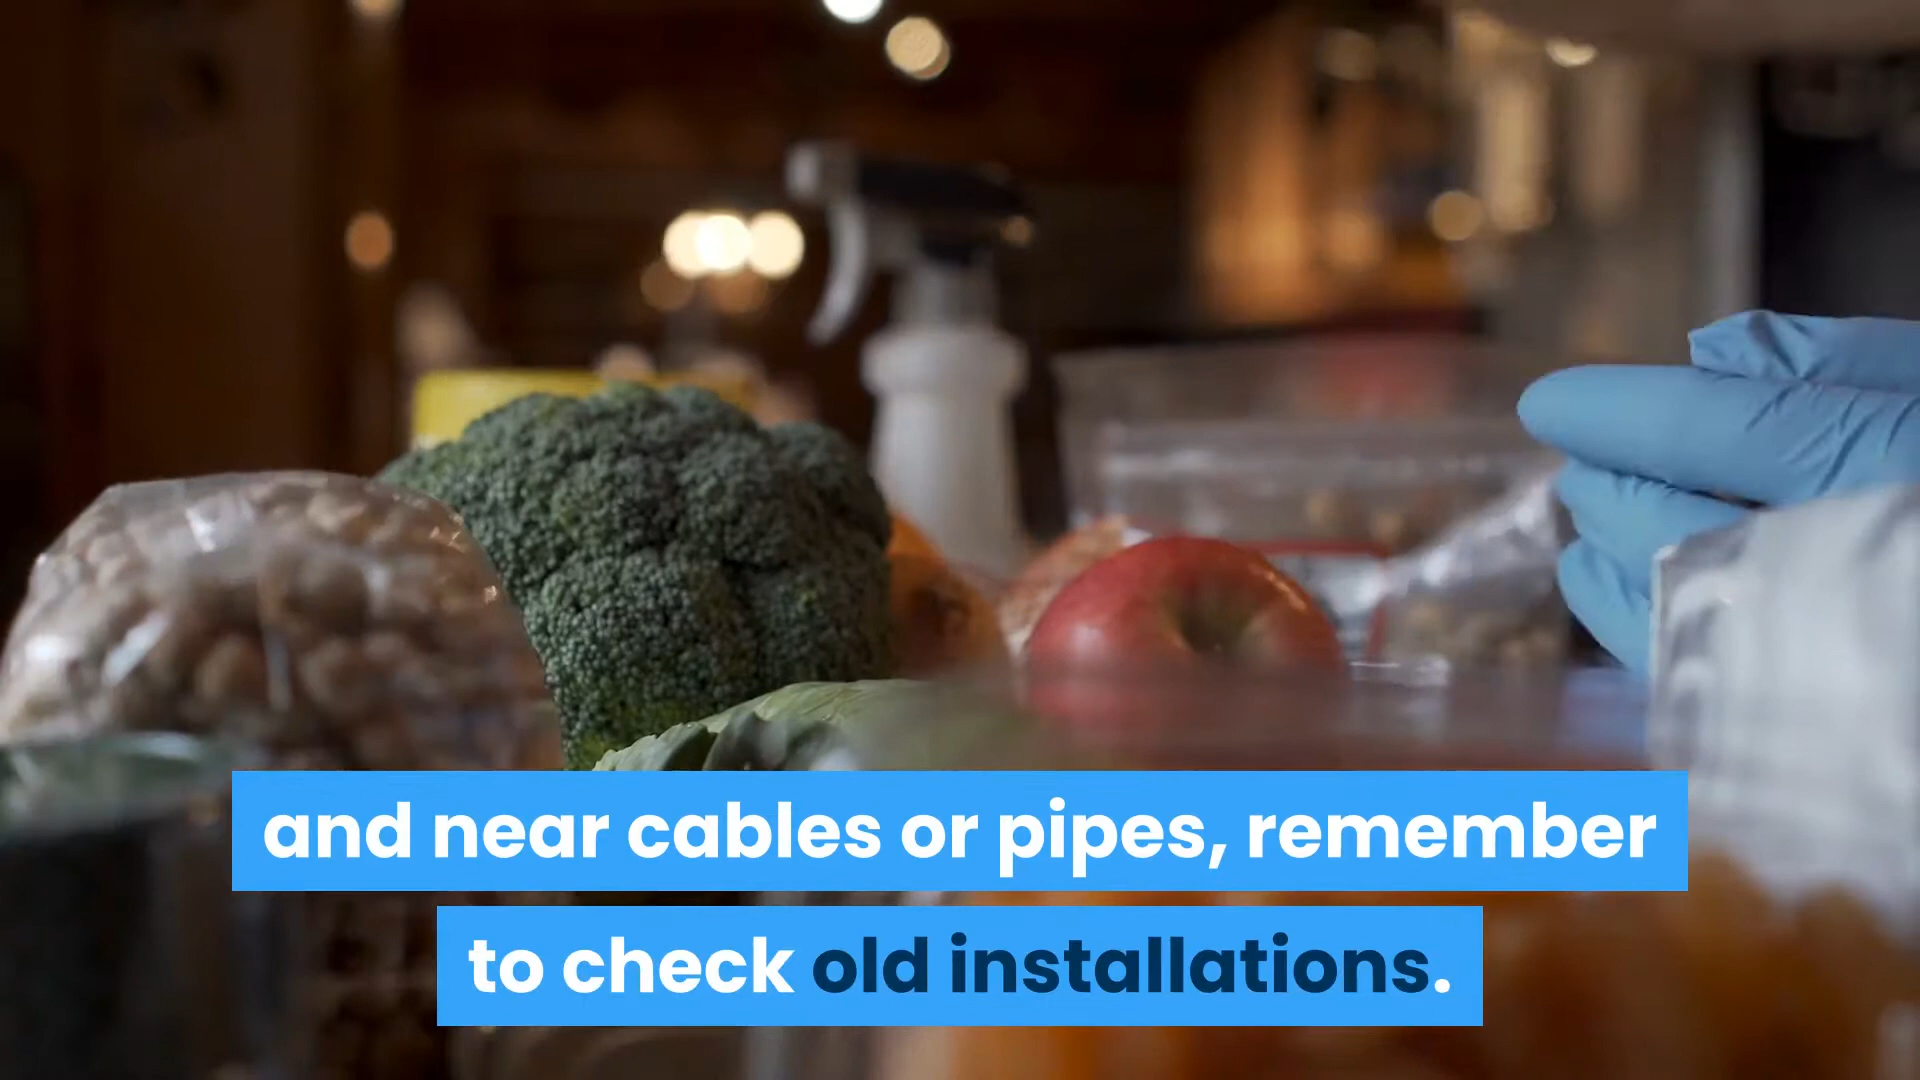 and near cables or pipes, remember
to check old installations.